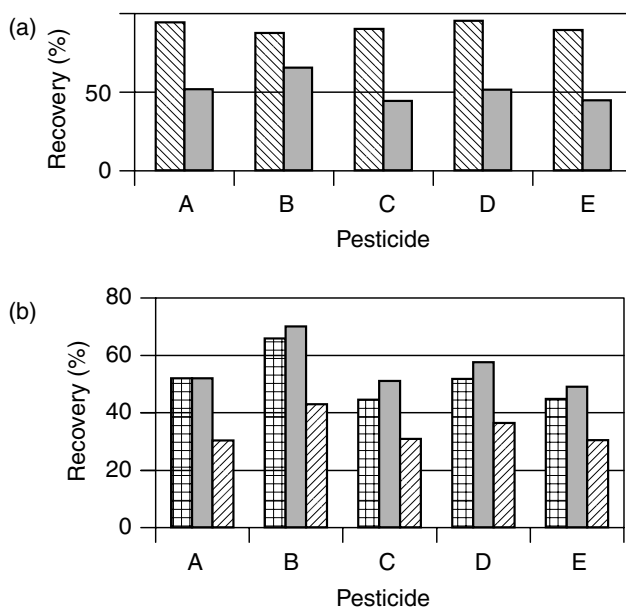 (a)
Recovery (%)
50
0
A B C D E
Pesticide
(b)
Recovery (%)
80
60
40
20
0
A B C D E
Pesticide